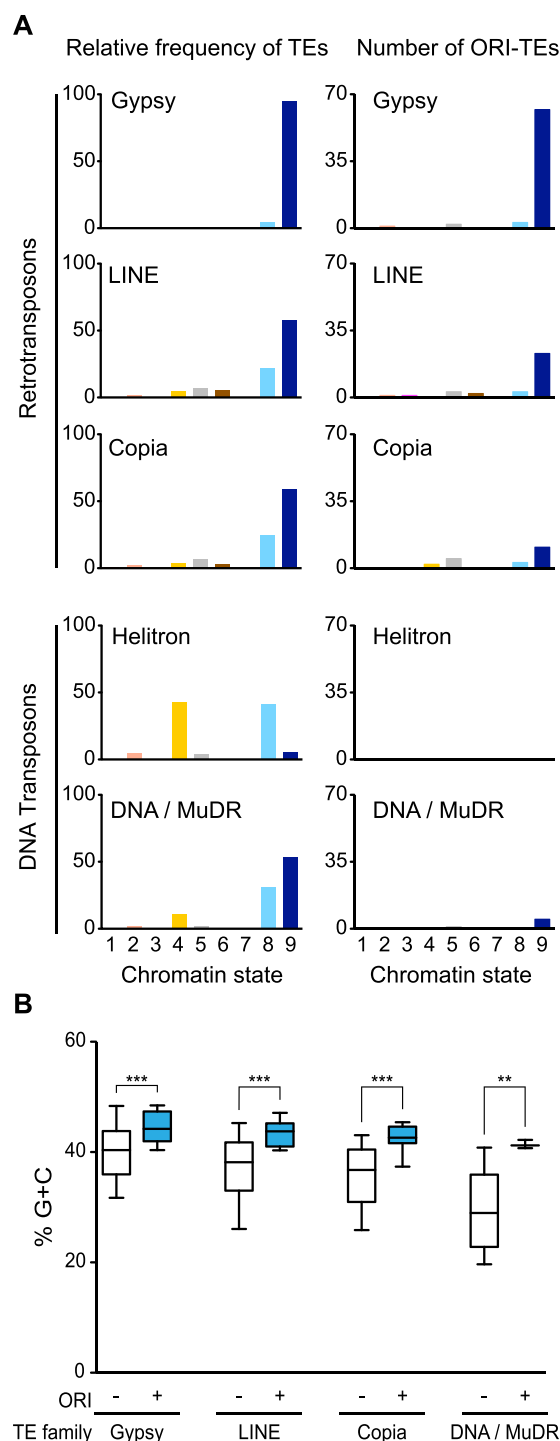 A
Relative frequency of TEs Number of ORI-TEs
Retrotransposons
100
50
0
Gypsy
70
35
0
Gypsy
100
50
0
LINE
70
35
0
LINE
100
50
0
Copia
70
35
0
Copia
DNA Transposons
100
50
0
Helitron
70
35
0
Helitron
100
50
0
DNA / MuDR
70
35
0
DNA / MuDR
1 2 3 4 5 6 7 8 9
1 2 3 4 5 6 7 8 9
Chromatin state
Chromatin state
B
% G+C
60
40
20
0
*** *** *** **
ORI - + - + - + - +
TE family Gypsy LINE Copia DNA / MuDR